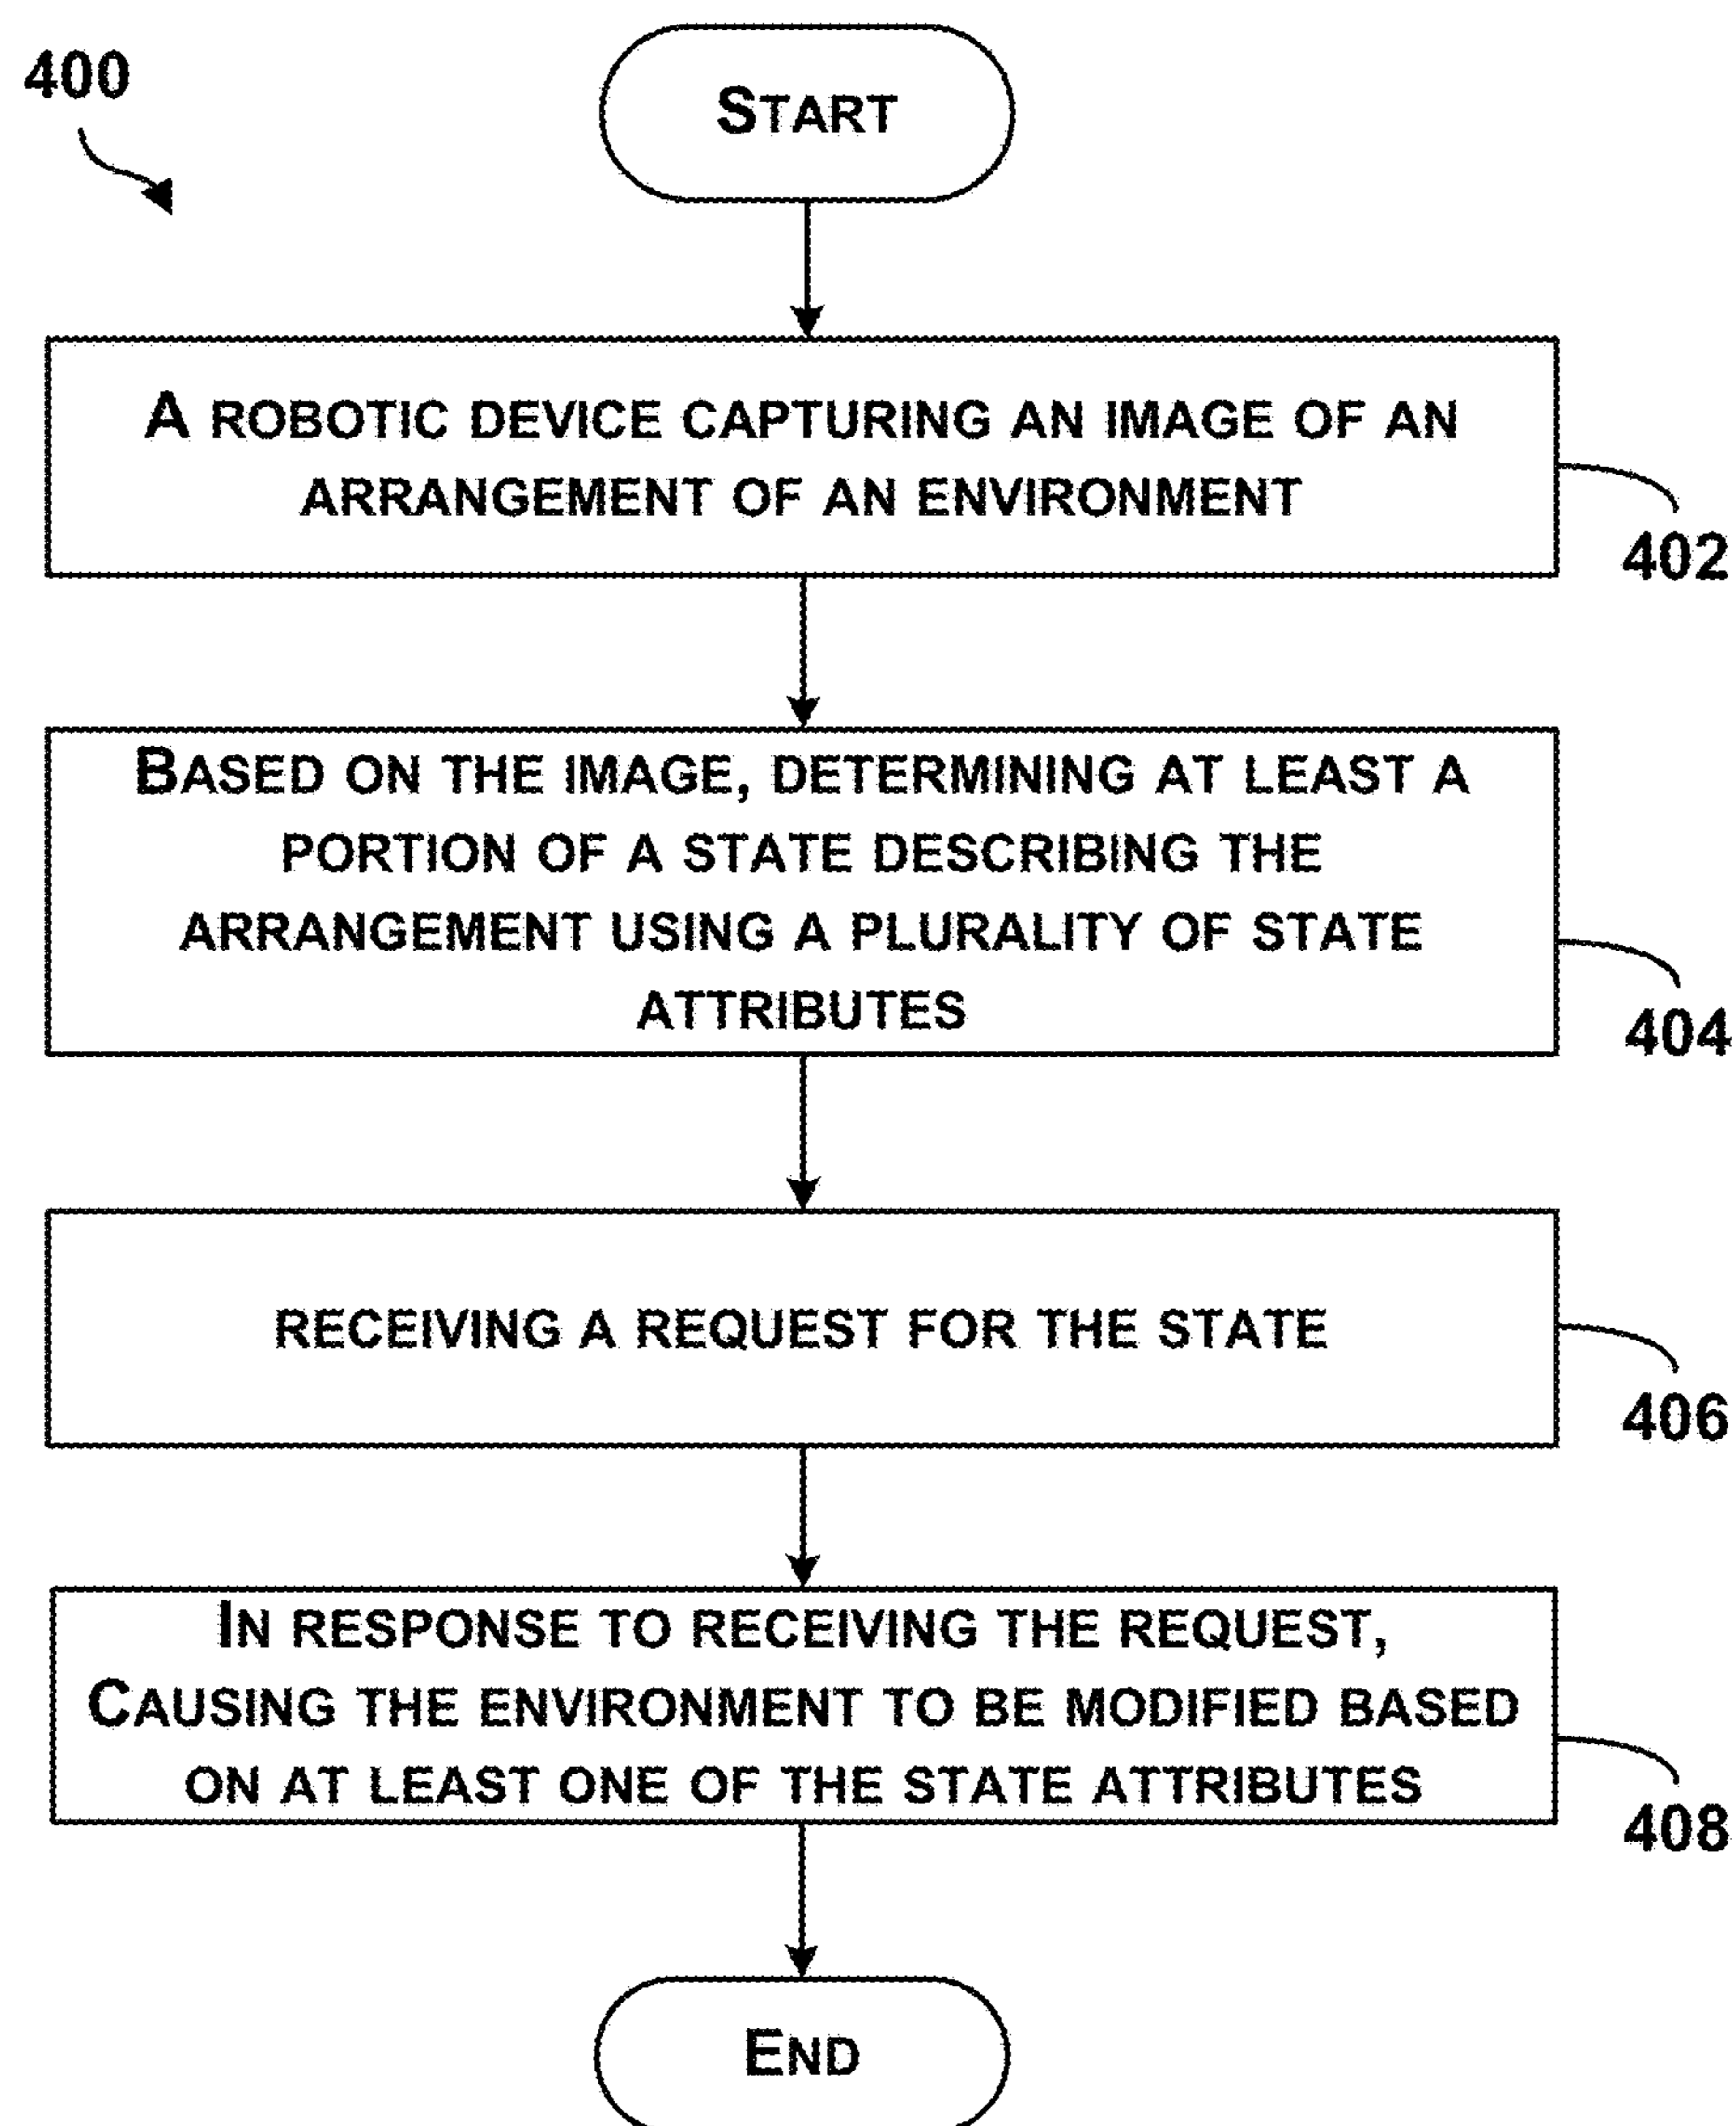 400
START
A ROBOTIC DEVICE CAPTURING AN IMAGE OF AN
ARRANGEMENT OF AN ENVIRONMENT
402
BASED ON THE IMAGE, DETERMINING AT LEAST A
PORTION OF A STATE DESCRIBING THE
ARRANGEMENT USING A PLURALITY OF STATE
ATTRIBUTES
404
RECEIVING A REQUEST FOR THE STATE
406
IN RESPONSE TO RECEIVING THE REQUEST,
CAUSING THE ENVIRONMENT TO BE MODIFIED BASED
ON AT LEAST ONE OF THE STATE ATTRIBUTES
408
END